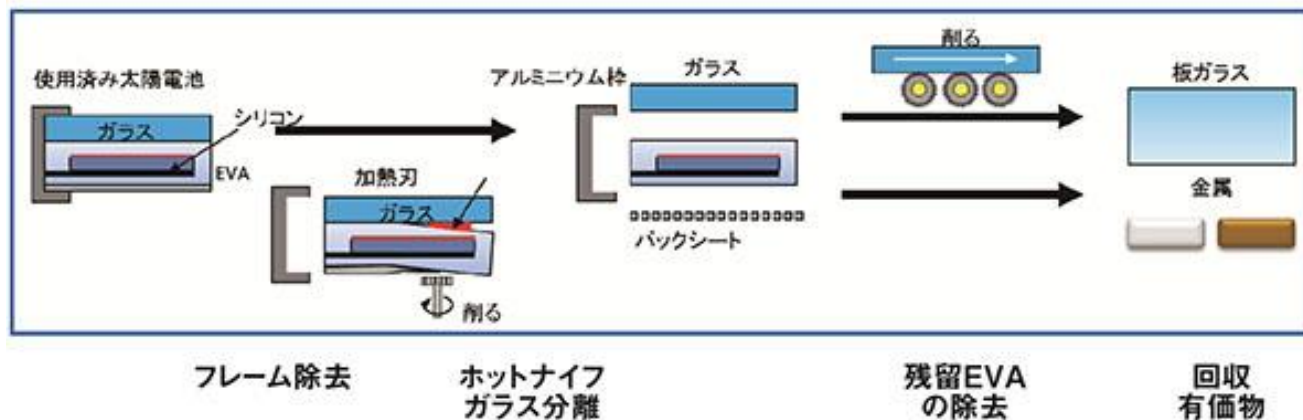 使用済み太陽電池
ガラス
シリコン
EVA
加熱刃
ガラス
削る
アルミニウム枠
ガラス
バックシート
削る
板ガラス
金属
フレーム除去
ホットナイフ
ガラス分離
残留EVA
の除去
回収
有価物